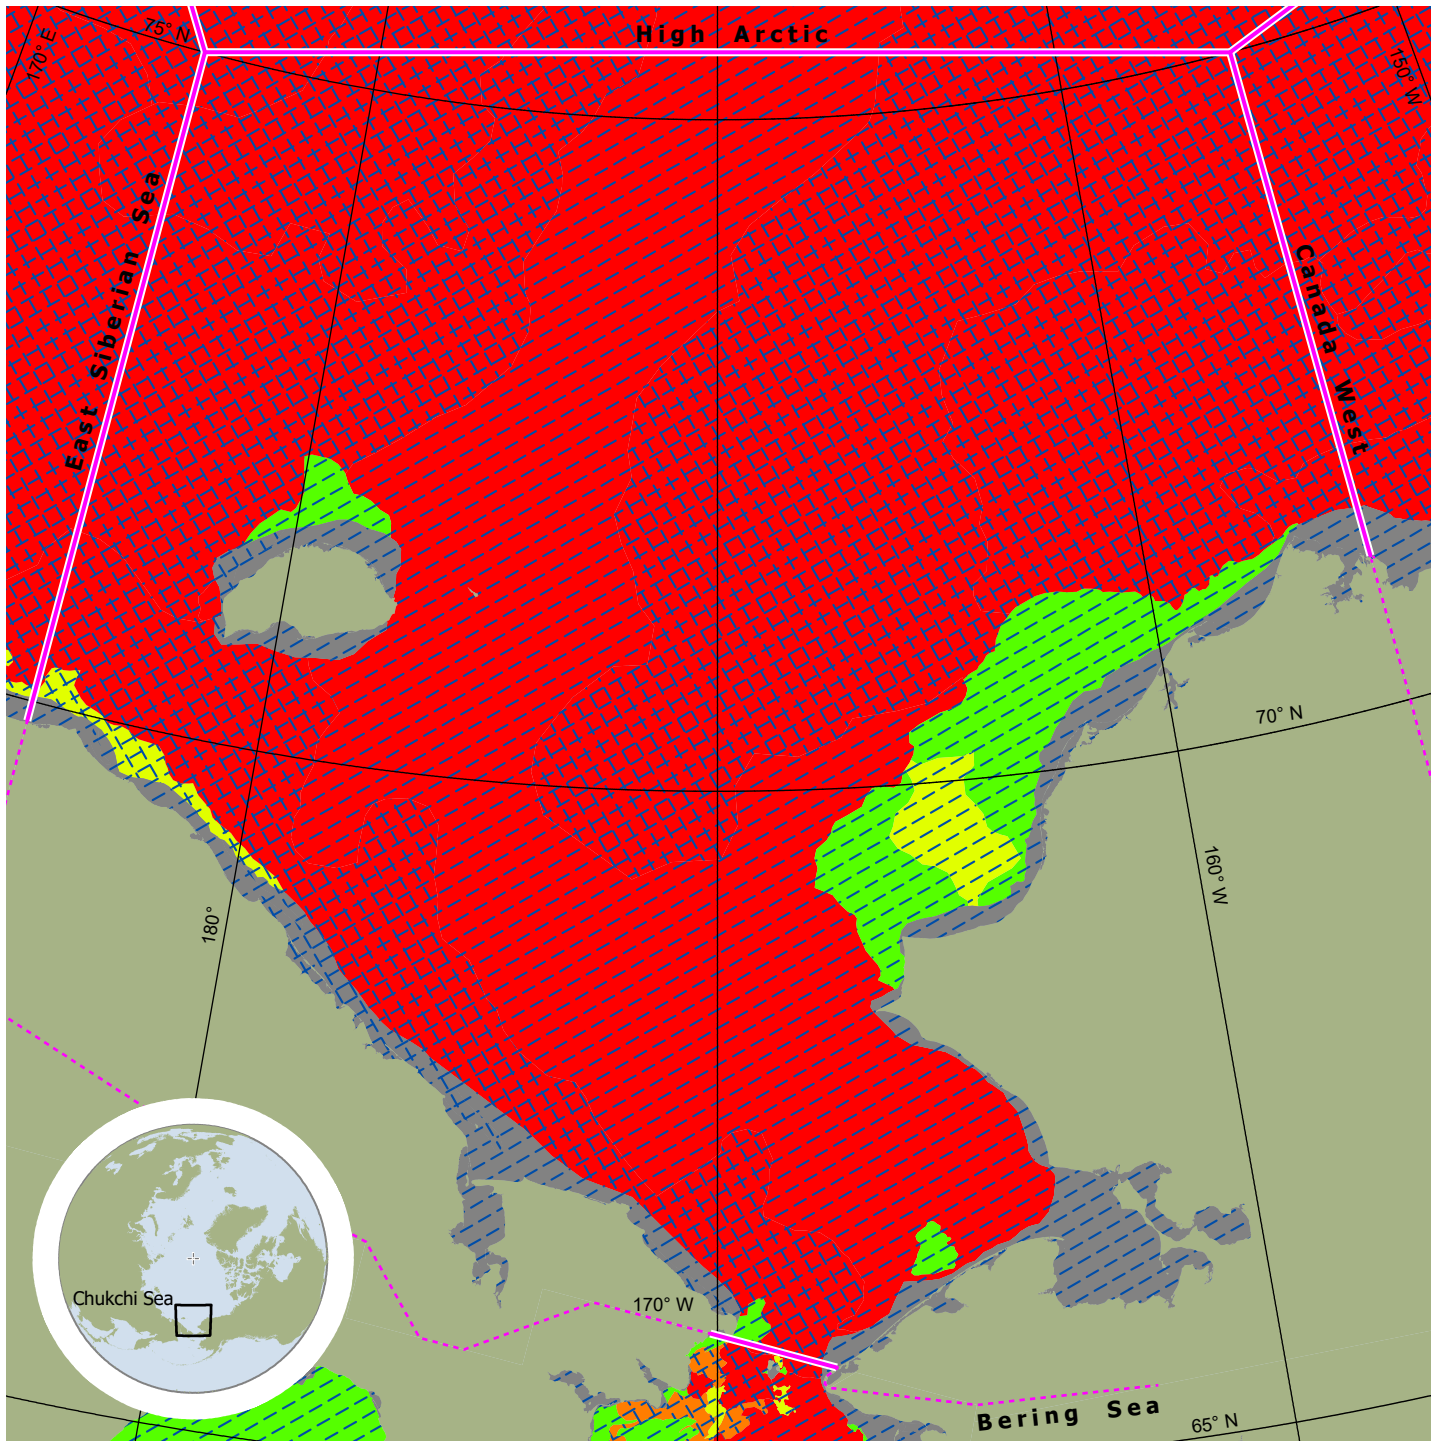 75° N
High Arctic
170° E
150° W
East Siberian Sea
Canada West
70° N
160° W
180°
Chukchi Sea
170° W
Bering Sea
65° N